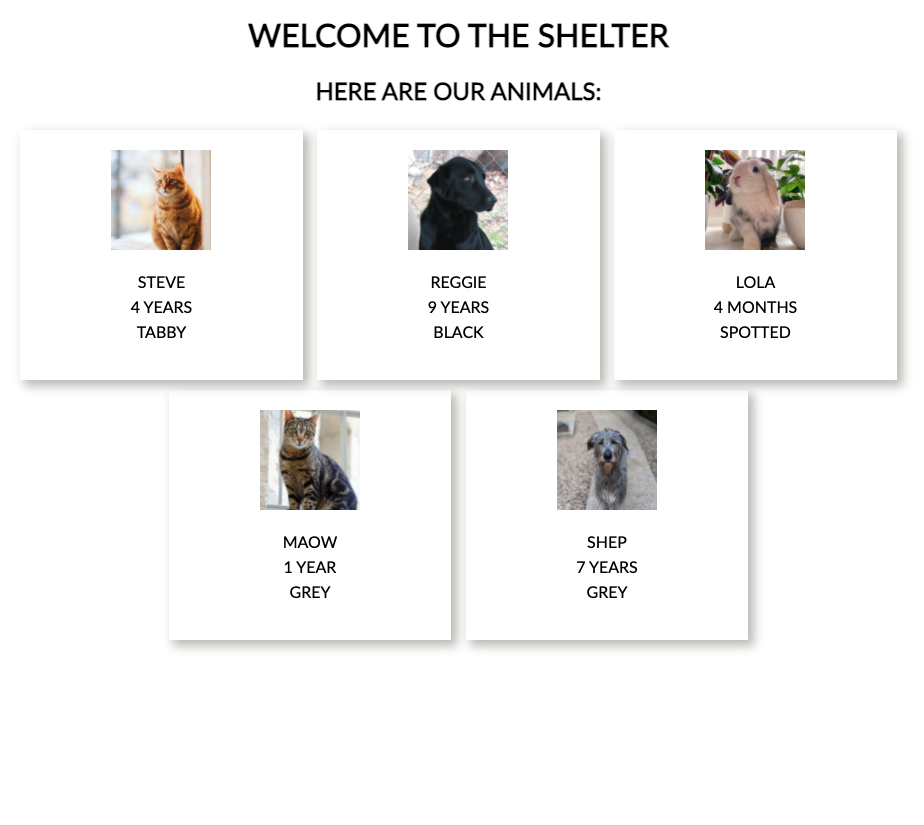 WELCOME TO THE SHELTER
HERE ARE OUR ANIMALS:
STEVE
4 YEARS
TABBY
REGGIE
9 YEARS
BLACK
LOLA
4 MONTHS
SPOTTED
MAOW
1 YEAR
GREY
SHEP
7 YEARS
GREY